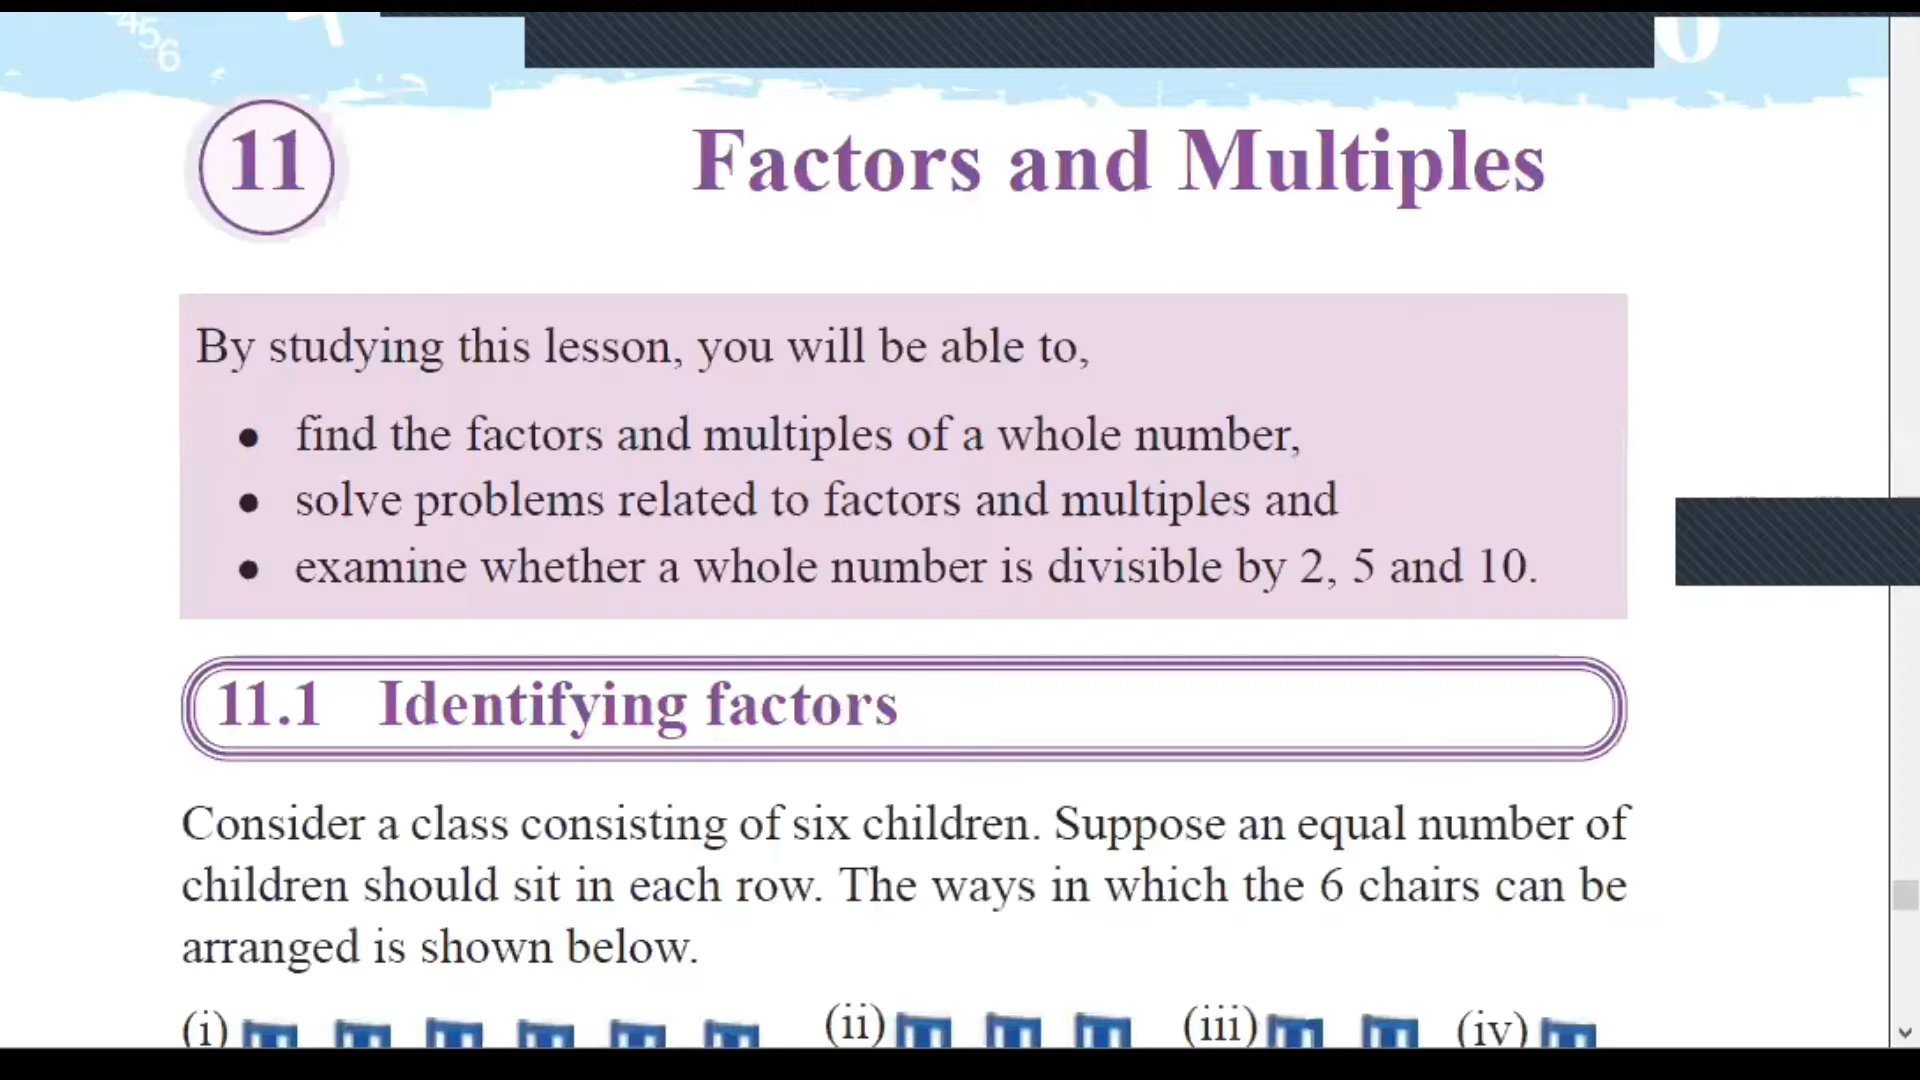 456
11
Factors and Multiples
By studying this lesson, you will be able to,
● find the factors and multiples of a whole number,
● solve problems related to factors and multiples and
● examine whether a whole number is divisible by 2, 5 and 10.
11.1 Identifying factors
Consider a class consisting of six children. Suppose an equal number of
children should sit in each row. The ways in which the 6 chairs can be
arranged is shown below.
(i) (ii) (iii) (iv)